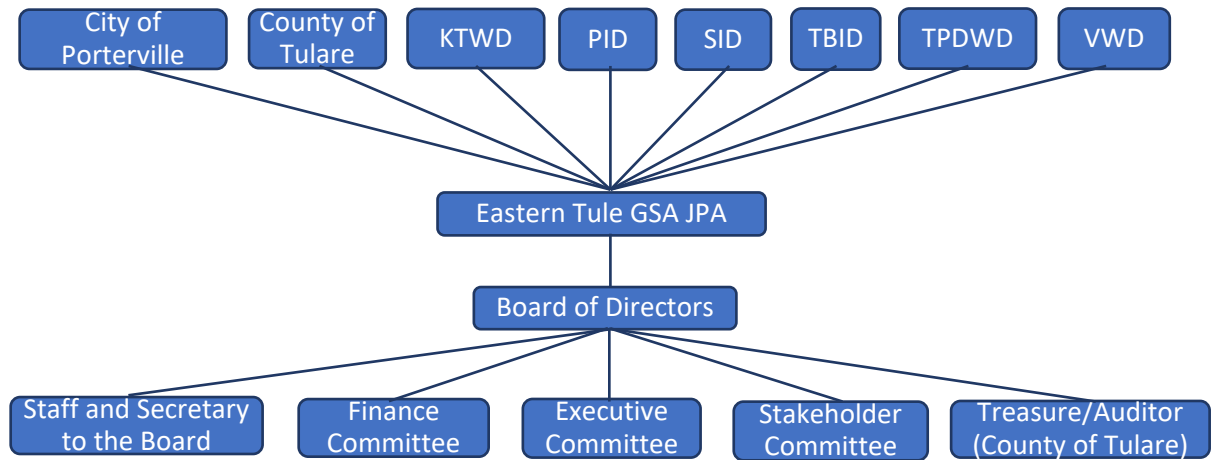 City of
Porterville
County of
Tulare
KTWD
PID
SID
TBID
TPDWD
VWD
Eastern Tule GSA JPA
Board of Directors
Staff and Secretary
to the Board
Finance
Committee
Executive
Committee
Stakeholder
Committee
Treasure/Auditor
(County of Tulare)